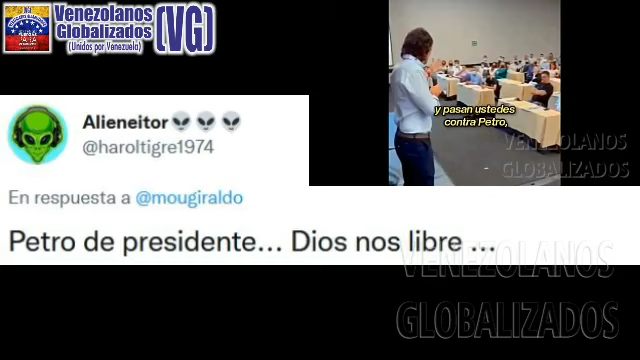 Venezolanos
Globalizados
(Unidos por Venezuela)
(VG)
y pasan ustedes
contra Petro,
VENEZOLANOS
GLOBALIZADOS
Alieneitor👽👽👽
@haroltigre1974
En respuesta a @mougiraldo
Petro de presidente... Dios nos libre ...
VENEZOLANOS
GLOBALIZADOS